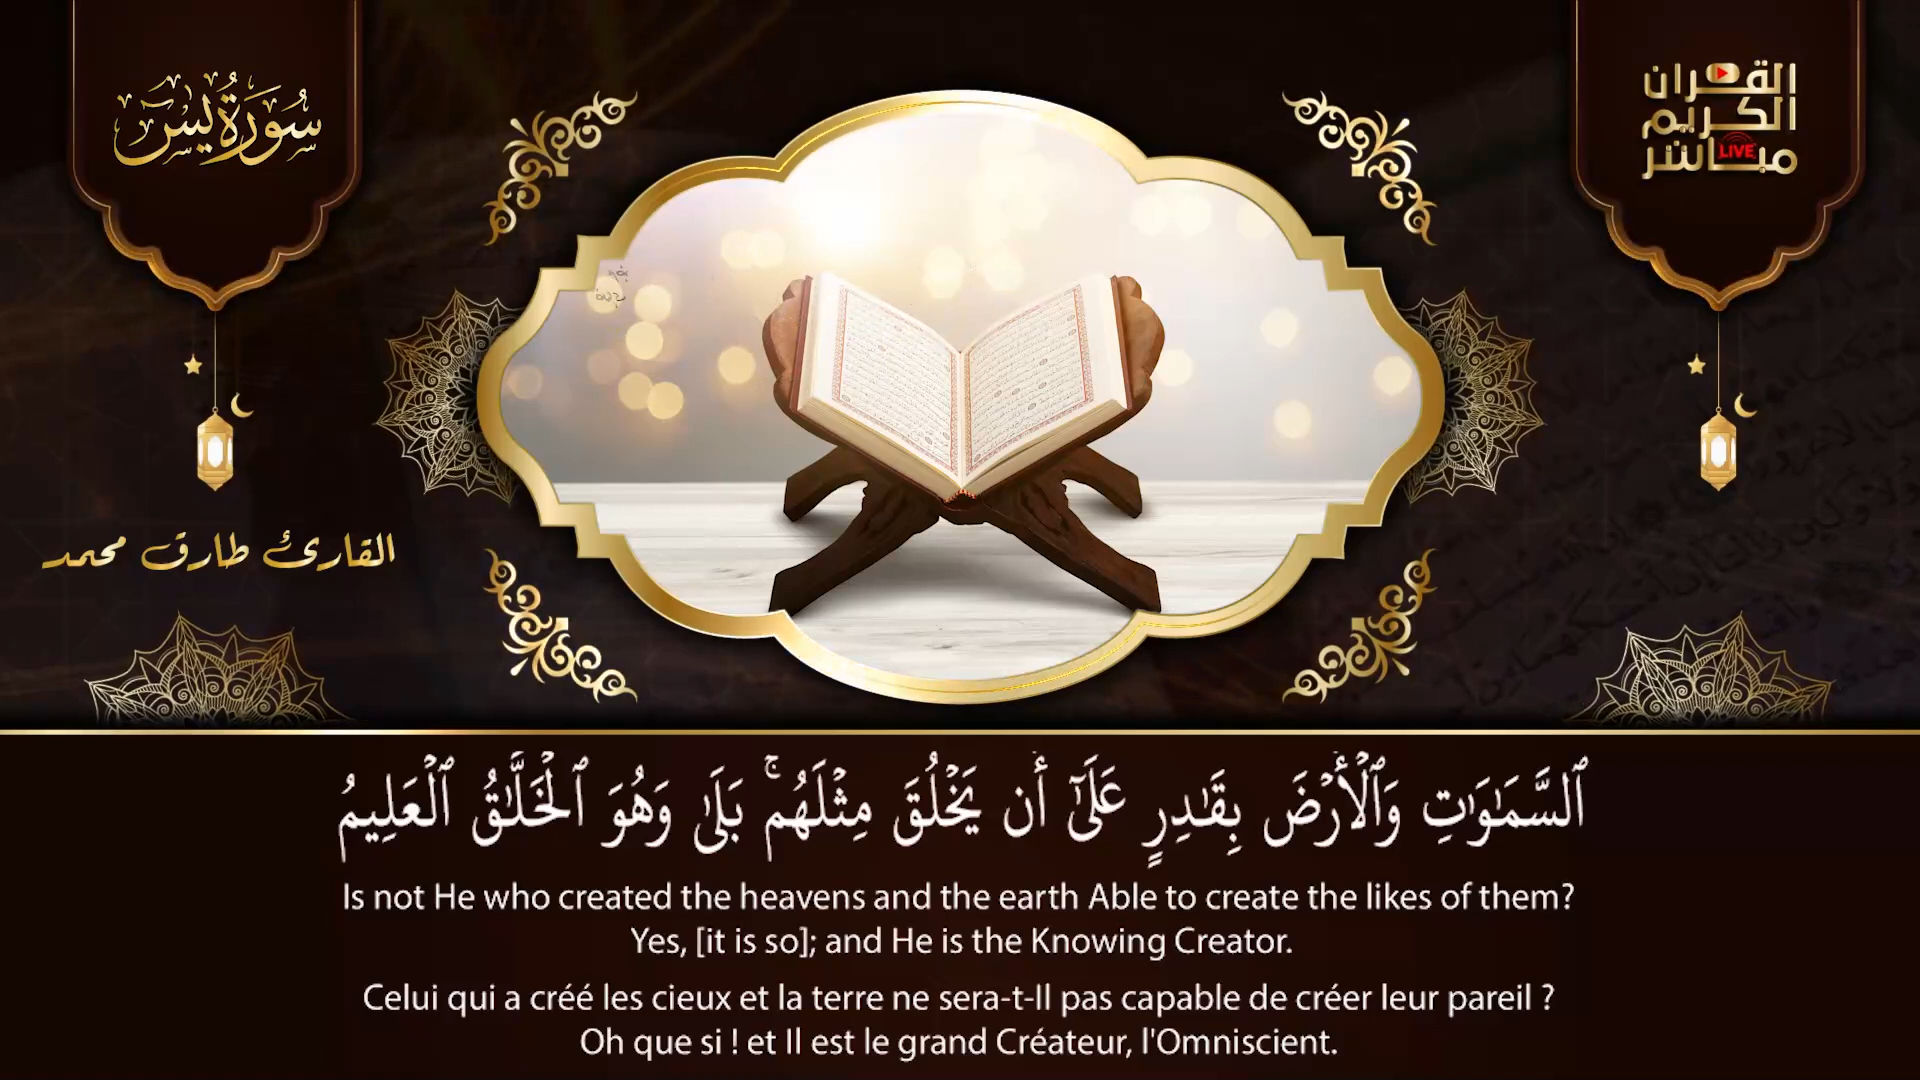 سُورَةُ يسٓ
القرآن
الكريم
مباشر
LIVE
القارئ طارق محمد
ٱلسَّمَـٰوَٰتِ وَٱلْأَرْضَ بِقَـٰدِرٍ عَلَىٰٓ أَن يَخْلُقَ مِثْلَهُم ۚ بَلَىٰ وَهُوَ ٱلْخَلَّـٰقُ ٱلْعَلِيمُ
Is not He who created the heavens and the earth Able to create the likes of them?
Yes, [it is so]; and He is the Knowing Creator.
Celui qui a créé les cieux et la terre ne sera-t-Il pas capable de créer leur pareil ?
Oh que si ! et Il est le grand Créateur, l'Omniscient.